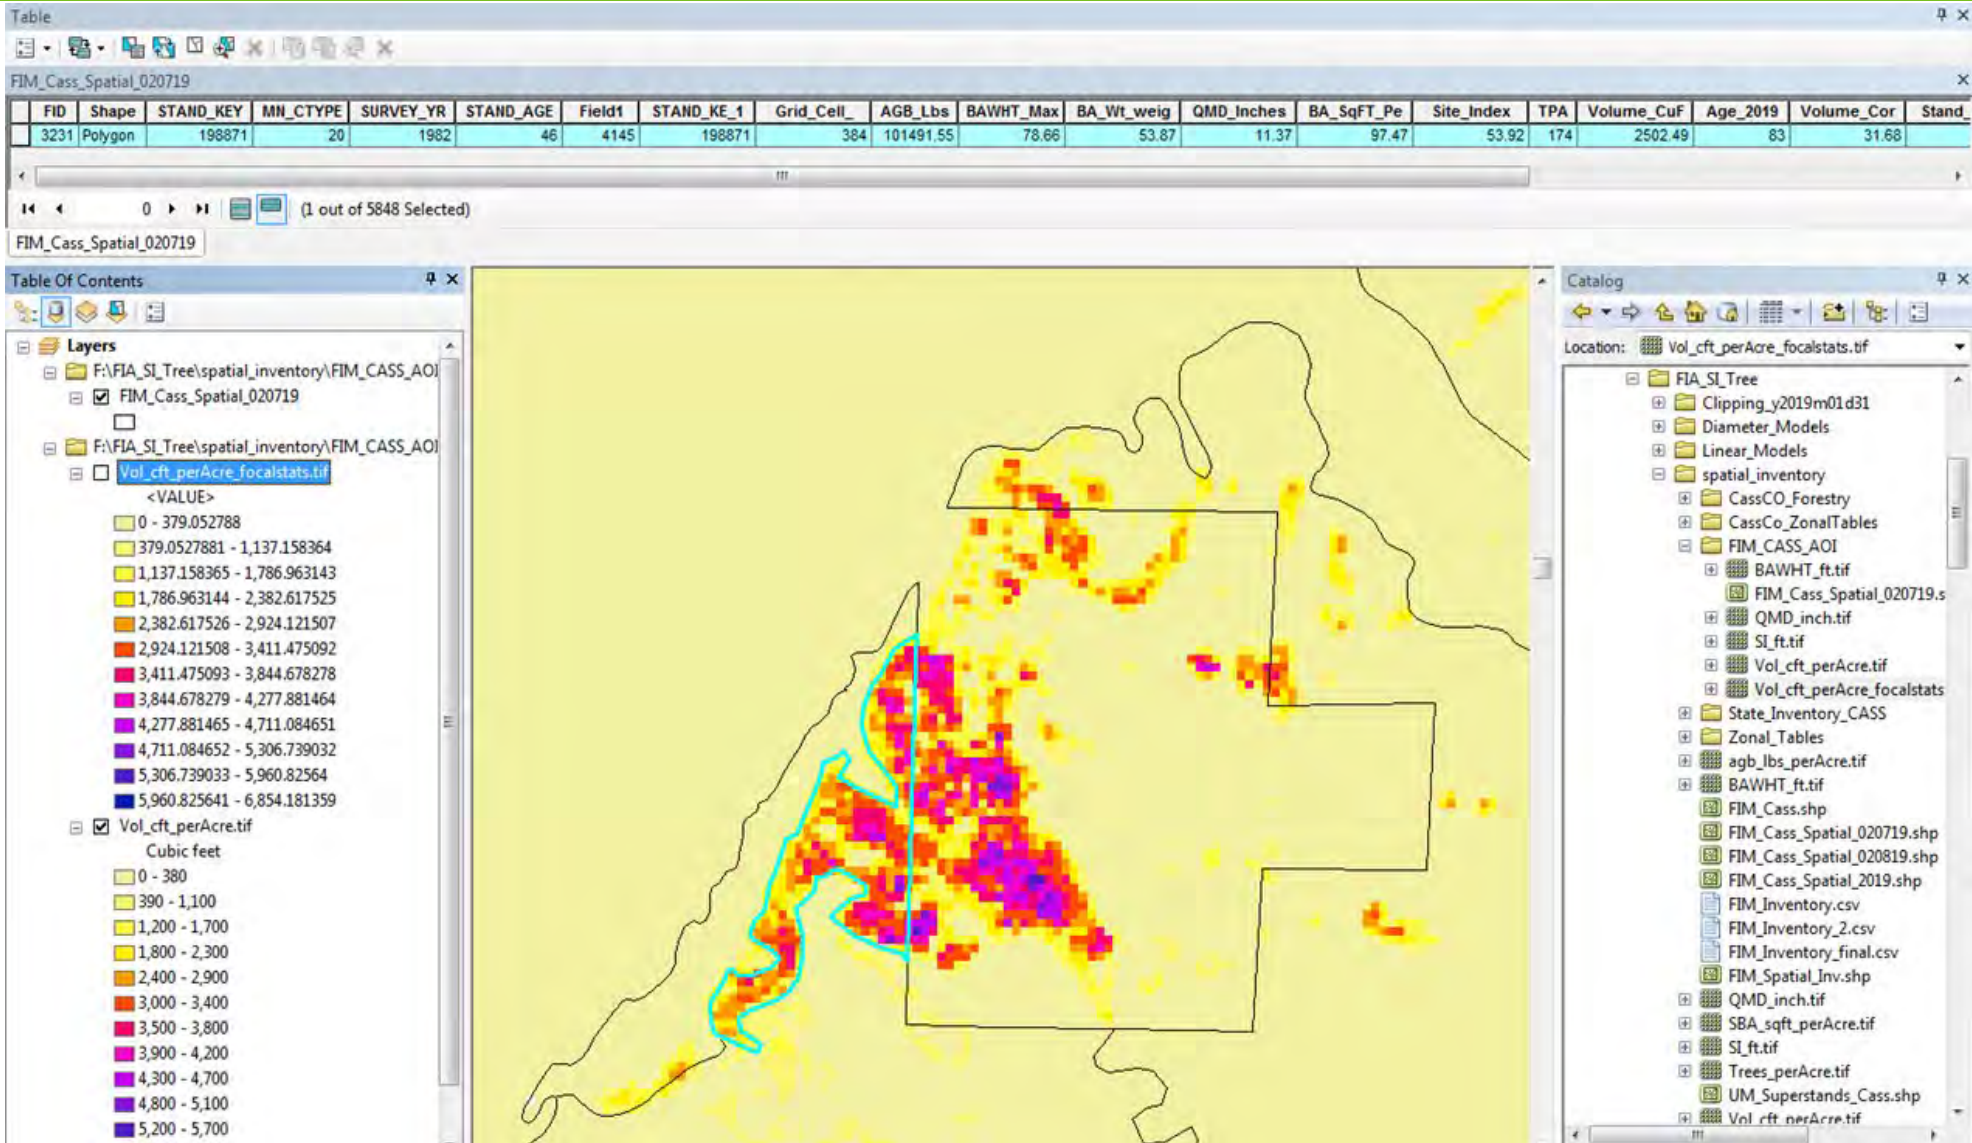 Table
FIM_Cass_Spatial_020719
FID Shape STAND_KEY MN_CTYPE SURVEY_YR STAND_AGE Field1 STAND_KE_1 Grid_Cell_ AGB_Lbs BAWHT_Max BA_Wt_weig QMD_Inches BA_SqFT_Pe Site_Index TPA Volume_CuF Age_2019 Volume_Cor Stand_
3231 Polygon 198871 20 1982 46 4145 198871 384 101491.55 78.66 53.87 11.37 97.47 53.92 174 2502.49 83 31.68
0 (1 out of 5848 Selected)
FIM_Cass_Spatial_020719
Table Of Contents
Layers
F:\FIA_SI_Tree\spatial_inventory\FIM_CASS_AOI
FIM_Cass_Spatial_020719
F:\FIA_SI_Tree\spatial_inventory\FIM_CASS_AOI
Vol_cft_perAcre_focalstats.tif
<VALUE>
0 - 379.052788
379.0527881 - 1,137.158364
1,137.158365 - 1,786.963143
1,786.963144 - 2,382.617525
2,382.617526 - 2,924.121507
2,924.121508 - 3,411.475092
3,411.475093 - 3,844.678278
3,844.678279 - 4,277.881464
4,277.881465 - 4,711.084651
4,711.084652 - 5,306.739032
5,306.739033 - 5,960.82564
5,960.825641 - 6,854.181359
Vol_cft_perAcre.tif
Cubic feet
0 - 380
390 - 1,100
1,200 - 1,700
1,800 - 2,300
2,400 - 2,900
3,000 - 3,400
3,500 - 3,800
3,900 - 4,200
4,300 - 4,700
4,800 - 5,100
5,200 - 5,700
Catalog
Location: Vol_cft_perAcre_focalstats.tif
FIA_SI_Tree
Clipping_y2019m01d31
Diameter_Models
Linear_Models
spatial_inventory
CassCO_Forestry
CassCo_ZonalTables
FIM_CASS_AOI
BAWHT_ft.tif
FIM_Cass_Spatial_020719.s
QMD_inch.tif
SI_ft.tif
Vol_cft_perAcre.tif
Vol_cft_perAcre_focalstats
State_Inventory_CASS
Zonal_Tables
agb_lbs_perAcre.tif
BAWHT_ft.tif
FIM_Cass.shp
FIM_Cass_Spatial_020719.shp
FIM_Cass_Spatial_020819.shp
FIM_Cass_Spatial_2019.shp
FIM_Inventory.csv
FIM_Inventory_2.csv
FIM_Inventory_final.csv
FIM_Spatial_Inv.shp
QMD_inch.tif
SBA_sqft_perAcre.tif
SI_ft.tif
Trees_perAcre.tif
UM_Superstands_Cass.shp
Vol_cft_perAcre.tif